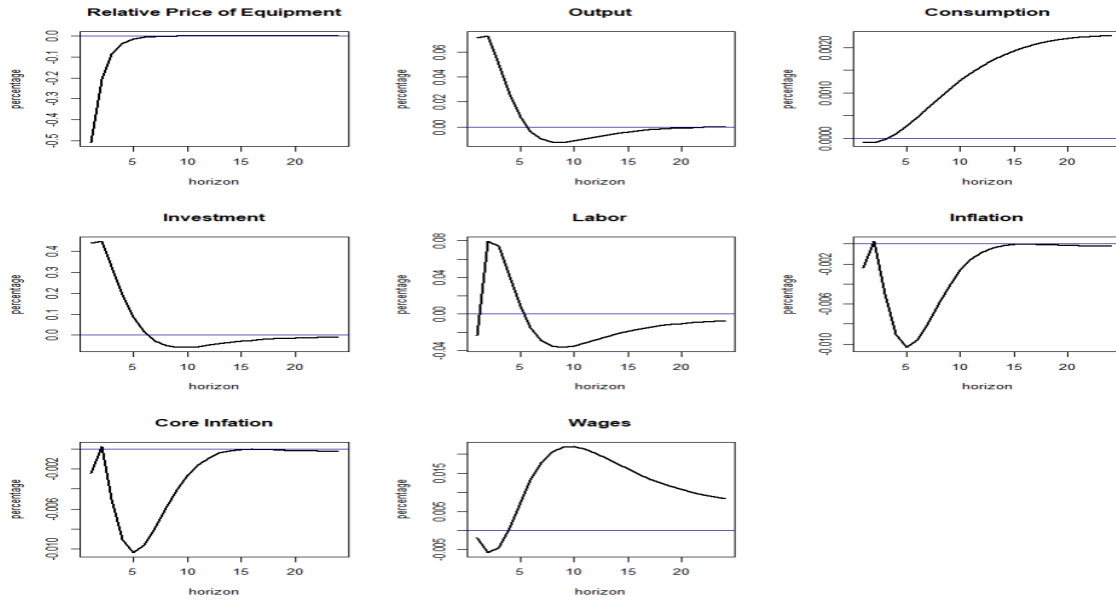 Relative Price of Equipment
percentage
0.0
-0.1
-0.2
-0.3
-0.4
-0.5
5 10 15 20
horizon
Output
percentage
0.06
0.04
0.02
0.00
5 10 15 20
horizon
Consumption
percentage
0.0020
0.0010
0.0000
5 10 15 20
horizon
Investment
percentage
0.4
0.3
0.2
0.1
0.0
5 10 15 20
horizon
Labor
percentage
0.08
0.04
0.00
-0.04
5 10 15 20
horizon
Inflation
percentage
-0.002
-0.006
-0.010
5 10 15 20
horizon
Core Infation
percentage
-0.002
-0.006
-0.010
5 10 15 20
horizon
Wages
percentage
0.015
0.005
-0.005
5 10 15 20
horizon